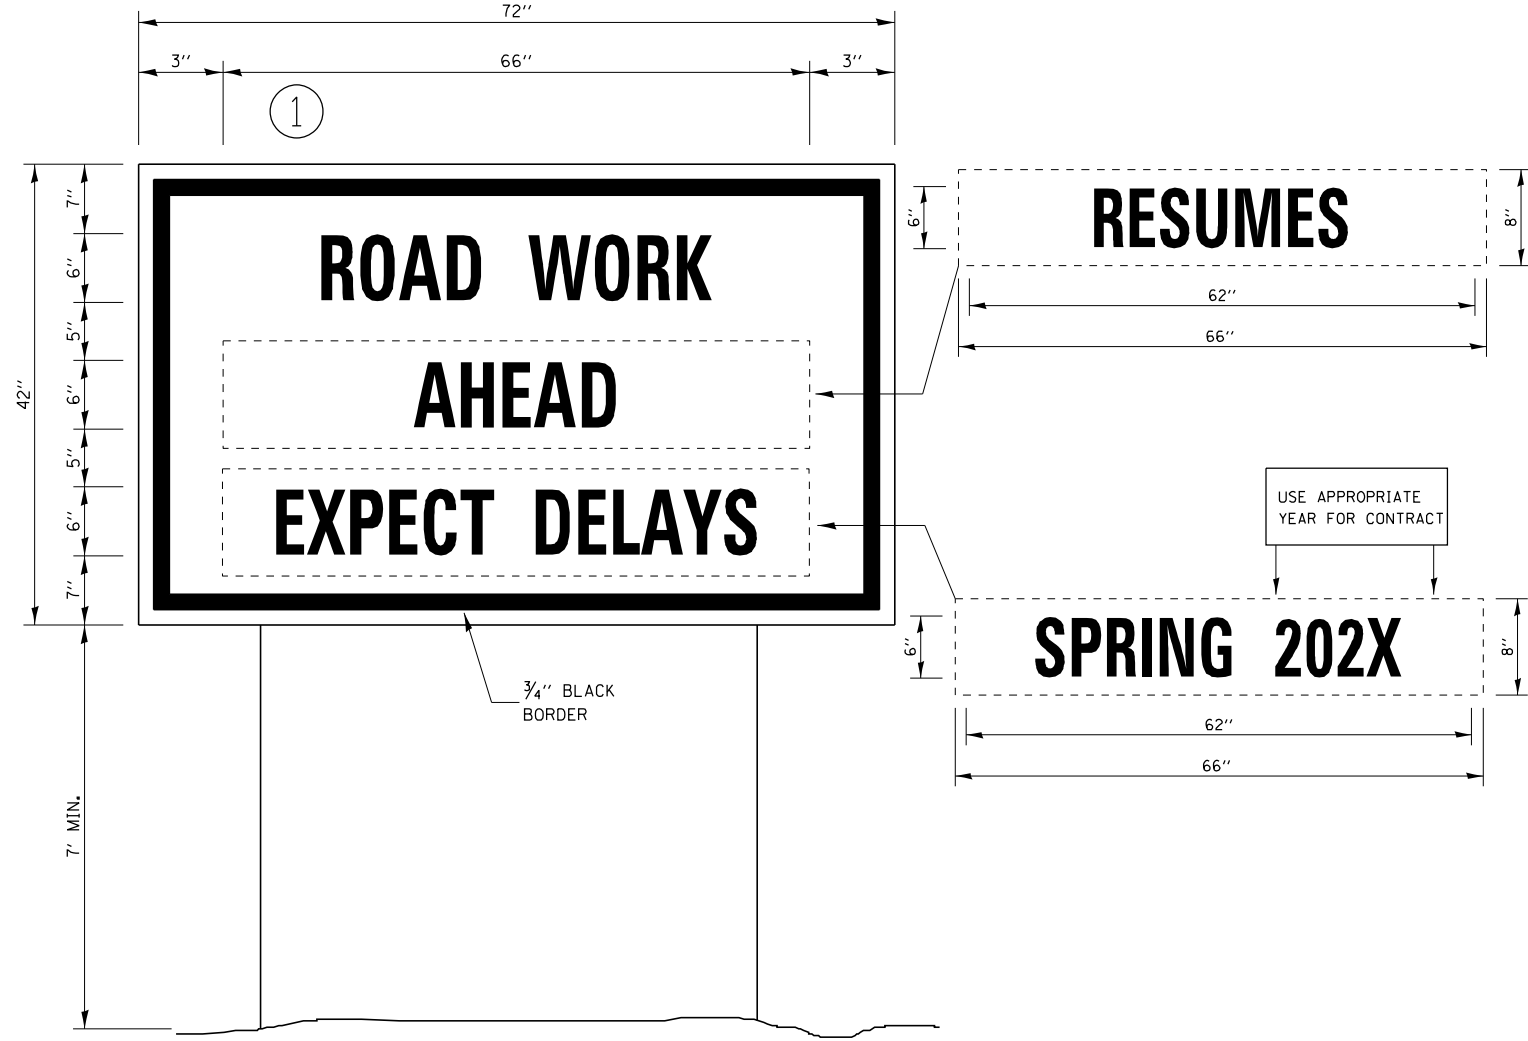 72''
3'' 66'' 3''
1
7''
6''
5''
6''
5''
6''
7''
42''
7' MIN.
ROAD WORK
AHEAD
EXPECT DELAYS
3/4'' BLACK
BORDER
6''
RESUMES
8''
62''
66''
USE APPROPRIATE
YEAR FOR CONTRACT
6''
SPRING 202X
8''
62''
66''